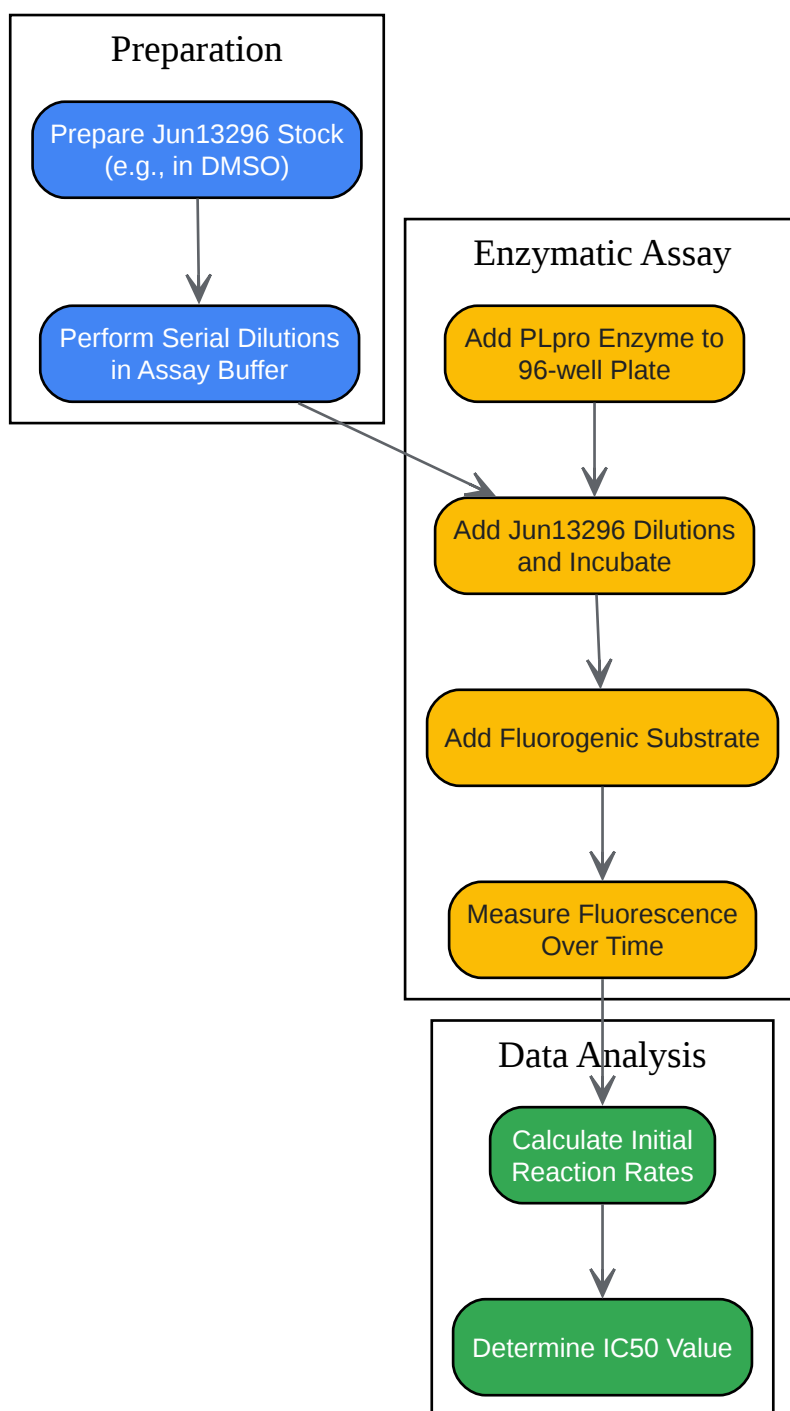 Preparation
Prepare Jun13296 Stock
(e.g., in DMSO)
Perform Serial Dilutions
in Assay Buffer
Enzymatic Assay
Add PLpro Enzyme to
96-well Plate
Add Jun13296 Dilutions
and Incubate
Add Fluorogenic Substrate
Measure Fluorescence
Over Time
Data Analysis
Calculate Initial
Reaction Rates
Determine IC50 Value